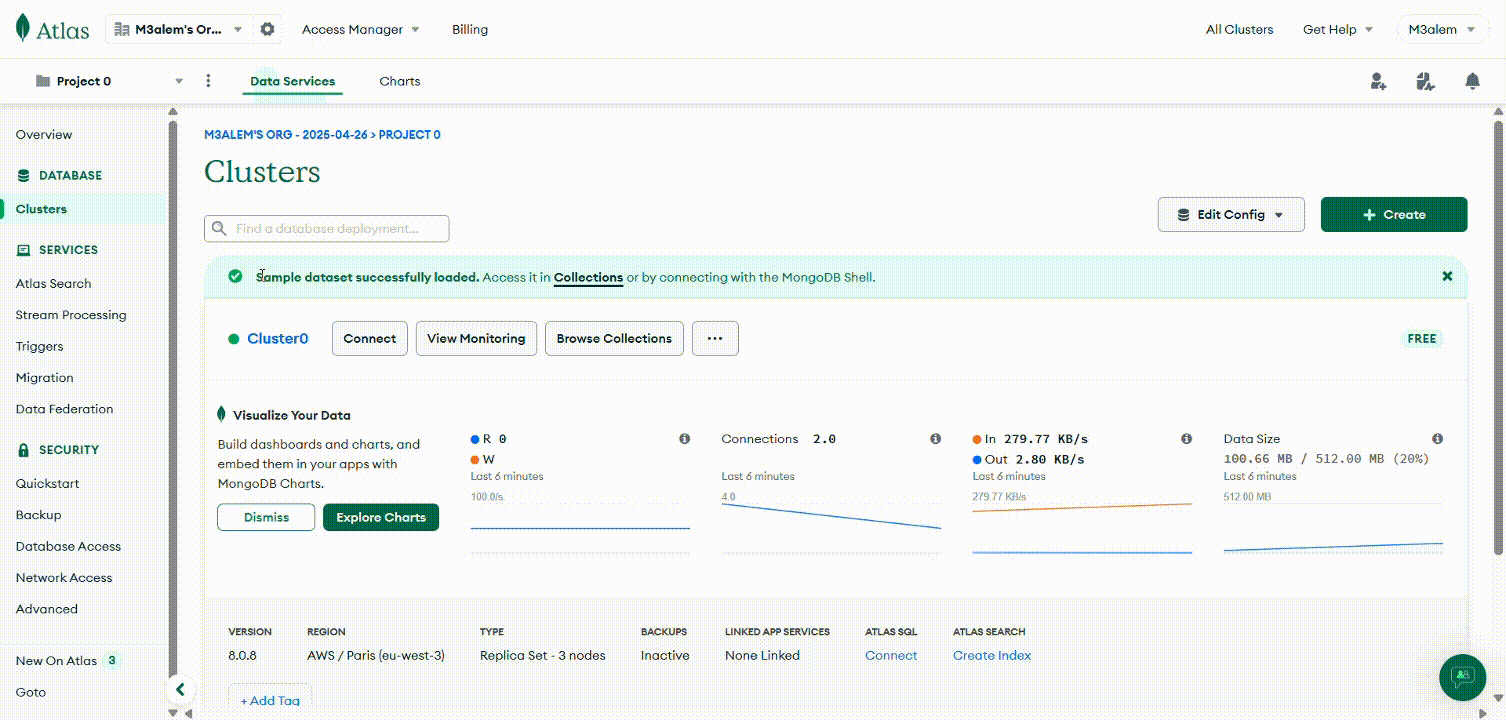 Atlas
M3alem's Or...
Access Manager
Billing
All Clusters
Get Help
M3alem
Project 0
Data Services
Charts
Overview
DATABASE
Clusters
SERVICES
Atlas Search
Stream Processing
Triggers
Migration
Data Federation
SECURITY
Quickstart
Backup
Database Access
Network Access
Advanced
New On Atlas 3
Goto
M3ALEM'S ORG - 2025-04-26 > PROJECT 0
Clusters
Find a database deployment...
Edit Config
+ Create
Sample dataset successfully loaded. Access it in Collections or by connecting with the MongoDB Shell.
Cluster0
Connect
View Monitoring
Browse Collections
...
FREE
Visualize Your Data
Build dashboards and charts, and
embed them in your apps with
MongoDB Charts.
Dismiss
Explore Charts
R 0
W
Last 6 minutes
100.0/s
Connections 2.0
Last 6 minutes
4.0
In 279.77 KB/s
Out 2.80 KB/s
Last 6 minutes
279.77 KB/s
Data Size
100.66 MB / 512.00 MB (20%)
Last 6 minutes
512.00 MB
VERSION REGION TYPE BACKUPS LINKED APP SERVICES ATLAS SQL ATLAS SEARCH
8.0.8 AWS / Paris (eu-west-3) Replica Set - 3 nodes Inactive None Linked Connect Create Index
+ Add Tag